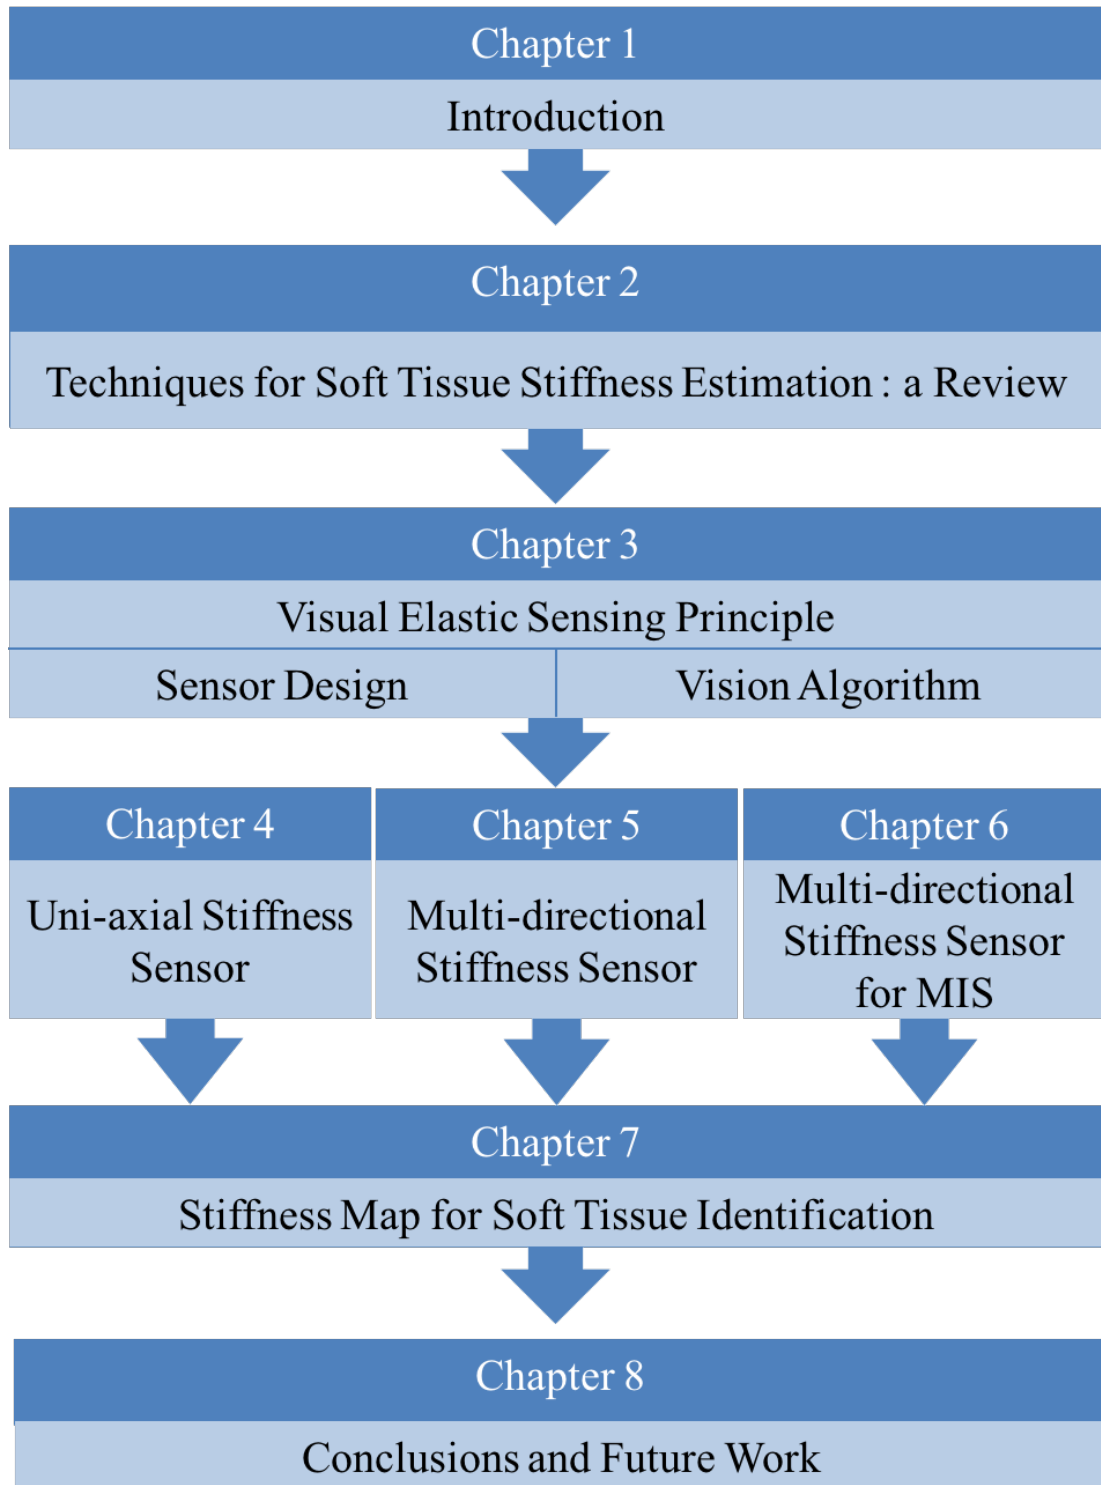 Chapter 1
Introduction
Chapter 2
Techniques for Soft Tissue Stiffness Estimation : a Review
Chapter 3
Visual Elastic Sensing Principle
Sensor Design
Vision Algorithm
Chapter 4
Uni-axial Stiffness
Sensor
Chapter 5
Multi-directional
Stiffness Sensor
Chapter 6
Multi-directional
Stiffness Sensor
for MIS
Chapter 7
Stiffness Map for Soft Tissue Identification
Chapter 8
Conclusions and Future Work